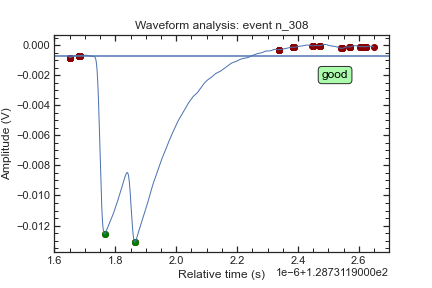 Waveform analysis: event n_308
Amplitude (V)
0.000
−0.002
−0.004
−0.006
−0.008
−0.010
−0.012
good
1.6
1.8
2.0
2.2
2.4
2.6
1e−6+1.2873119000e2
Relative time (s)